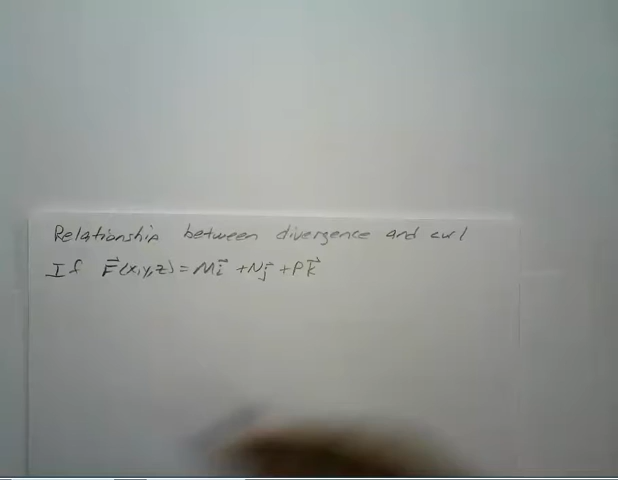 Relationship between divergence and curl
If F⃗(x,y,z) = Mi⃗ + Nj⃗ + Pk⃗